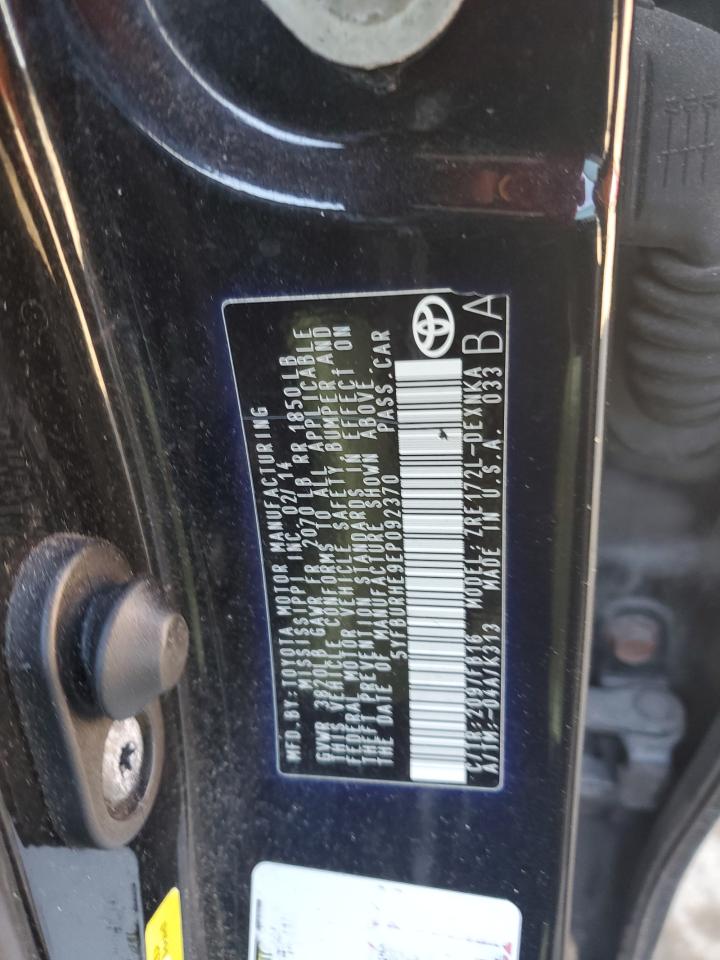 MFD.BY:TOYOTA MOTOR MANUFACTURING
MISSISSIPPI INC. 02/14
GVWR 3820LB GAWR FR 2070 LB RR 1850 LB
THIS VEHICLE CONFORMS TO ALL APPLICABLE
FEDERAL MOTOR VEHICLE SAFETY BUMPER AND
THEFT PREVENTION STANDARDS IN EFFECT ON
THE DATE OF MANUFACTURE SHOWN ABOVE.
5YFBURHE9EP092370 PASS.CAR
C/TR: 209 /FB16 MODEL: ZRE172L-DEXNKA
A/TM:-04A/K313 MADE IN U.S.A. 033
BA